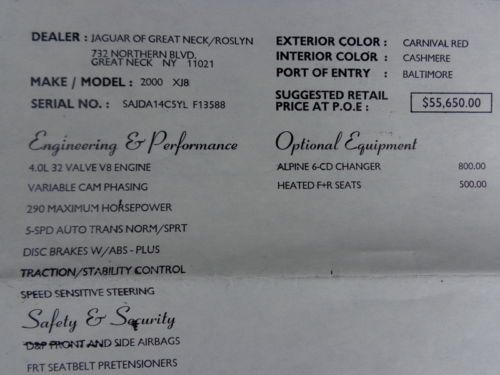 DEALER : JAGUAR OF GREAT NECK/ROSLYN
732 NORTHERN BLVD.
GREAT NECK NY 11021
MAKE / MODEL : 2000 XJ8
SERIAL NO. : SAJDA14C5YL F13588
EXTERIOR COLOR : CARNIVAL RED
INTERIOR COLOR : CASHMERE
PORT OF ENTRY : BALTIMORE
SUGGESTED RETAIL
PRICE AT P.O.E : $55,650.00
Engineering & Performance
4.0L 32 VALVE V8 ENGINE
VARIABLE CAM PHASING
290 MAXIMUM HORSEPOWER
5-SPD AUTO TRANS NORM/SPRT
DISC BRAKES W/ABS - PLUS
TRACTION/STABILITY CONTROL
SPEED SENSITIVE STEERING
Safety & Security
D&P FRONT AND SIDE AIRBAGS
FRT SEATBELT PRETENSIONERS
Optional Equipment
ALPINE 6-CD CHANGER 800.00
HEATED F+R SEATS 500.00